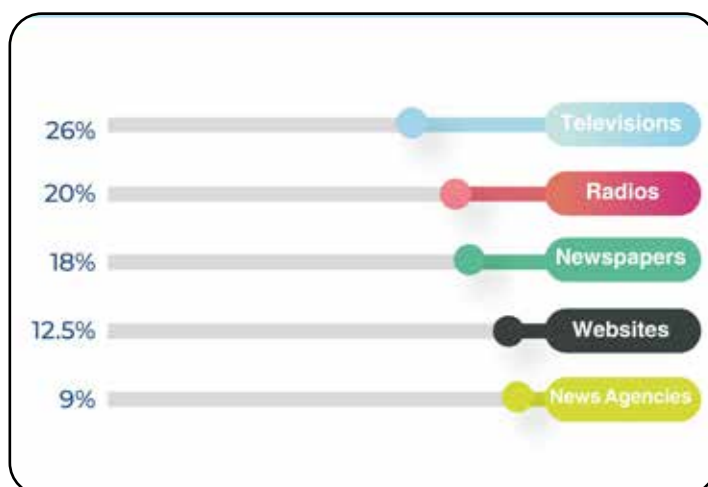 26% Televisions
20% Radios
18% Newspapers
12.5% Websites
9% News Agencies